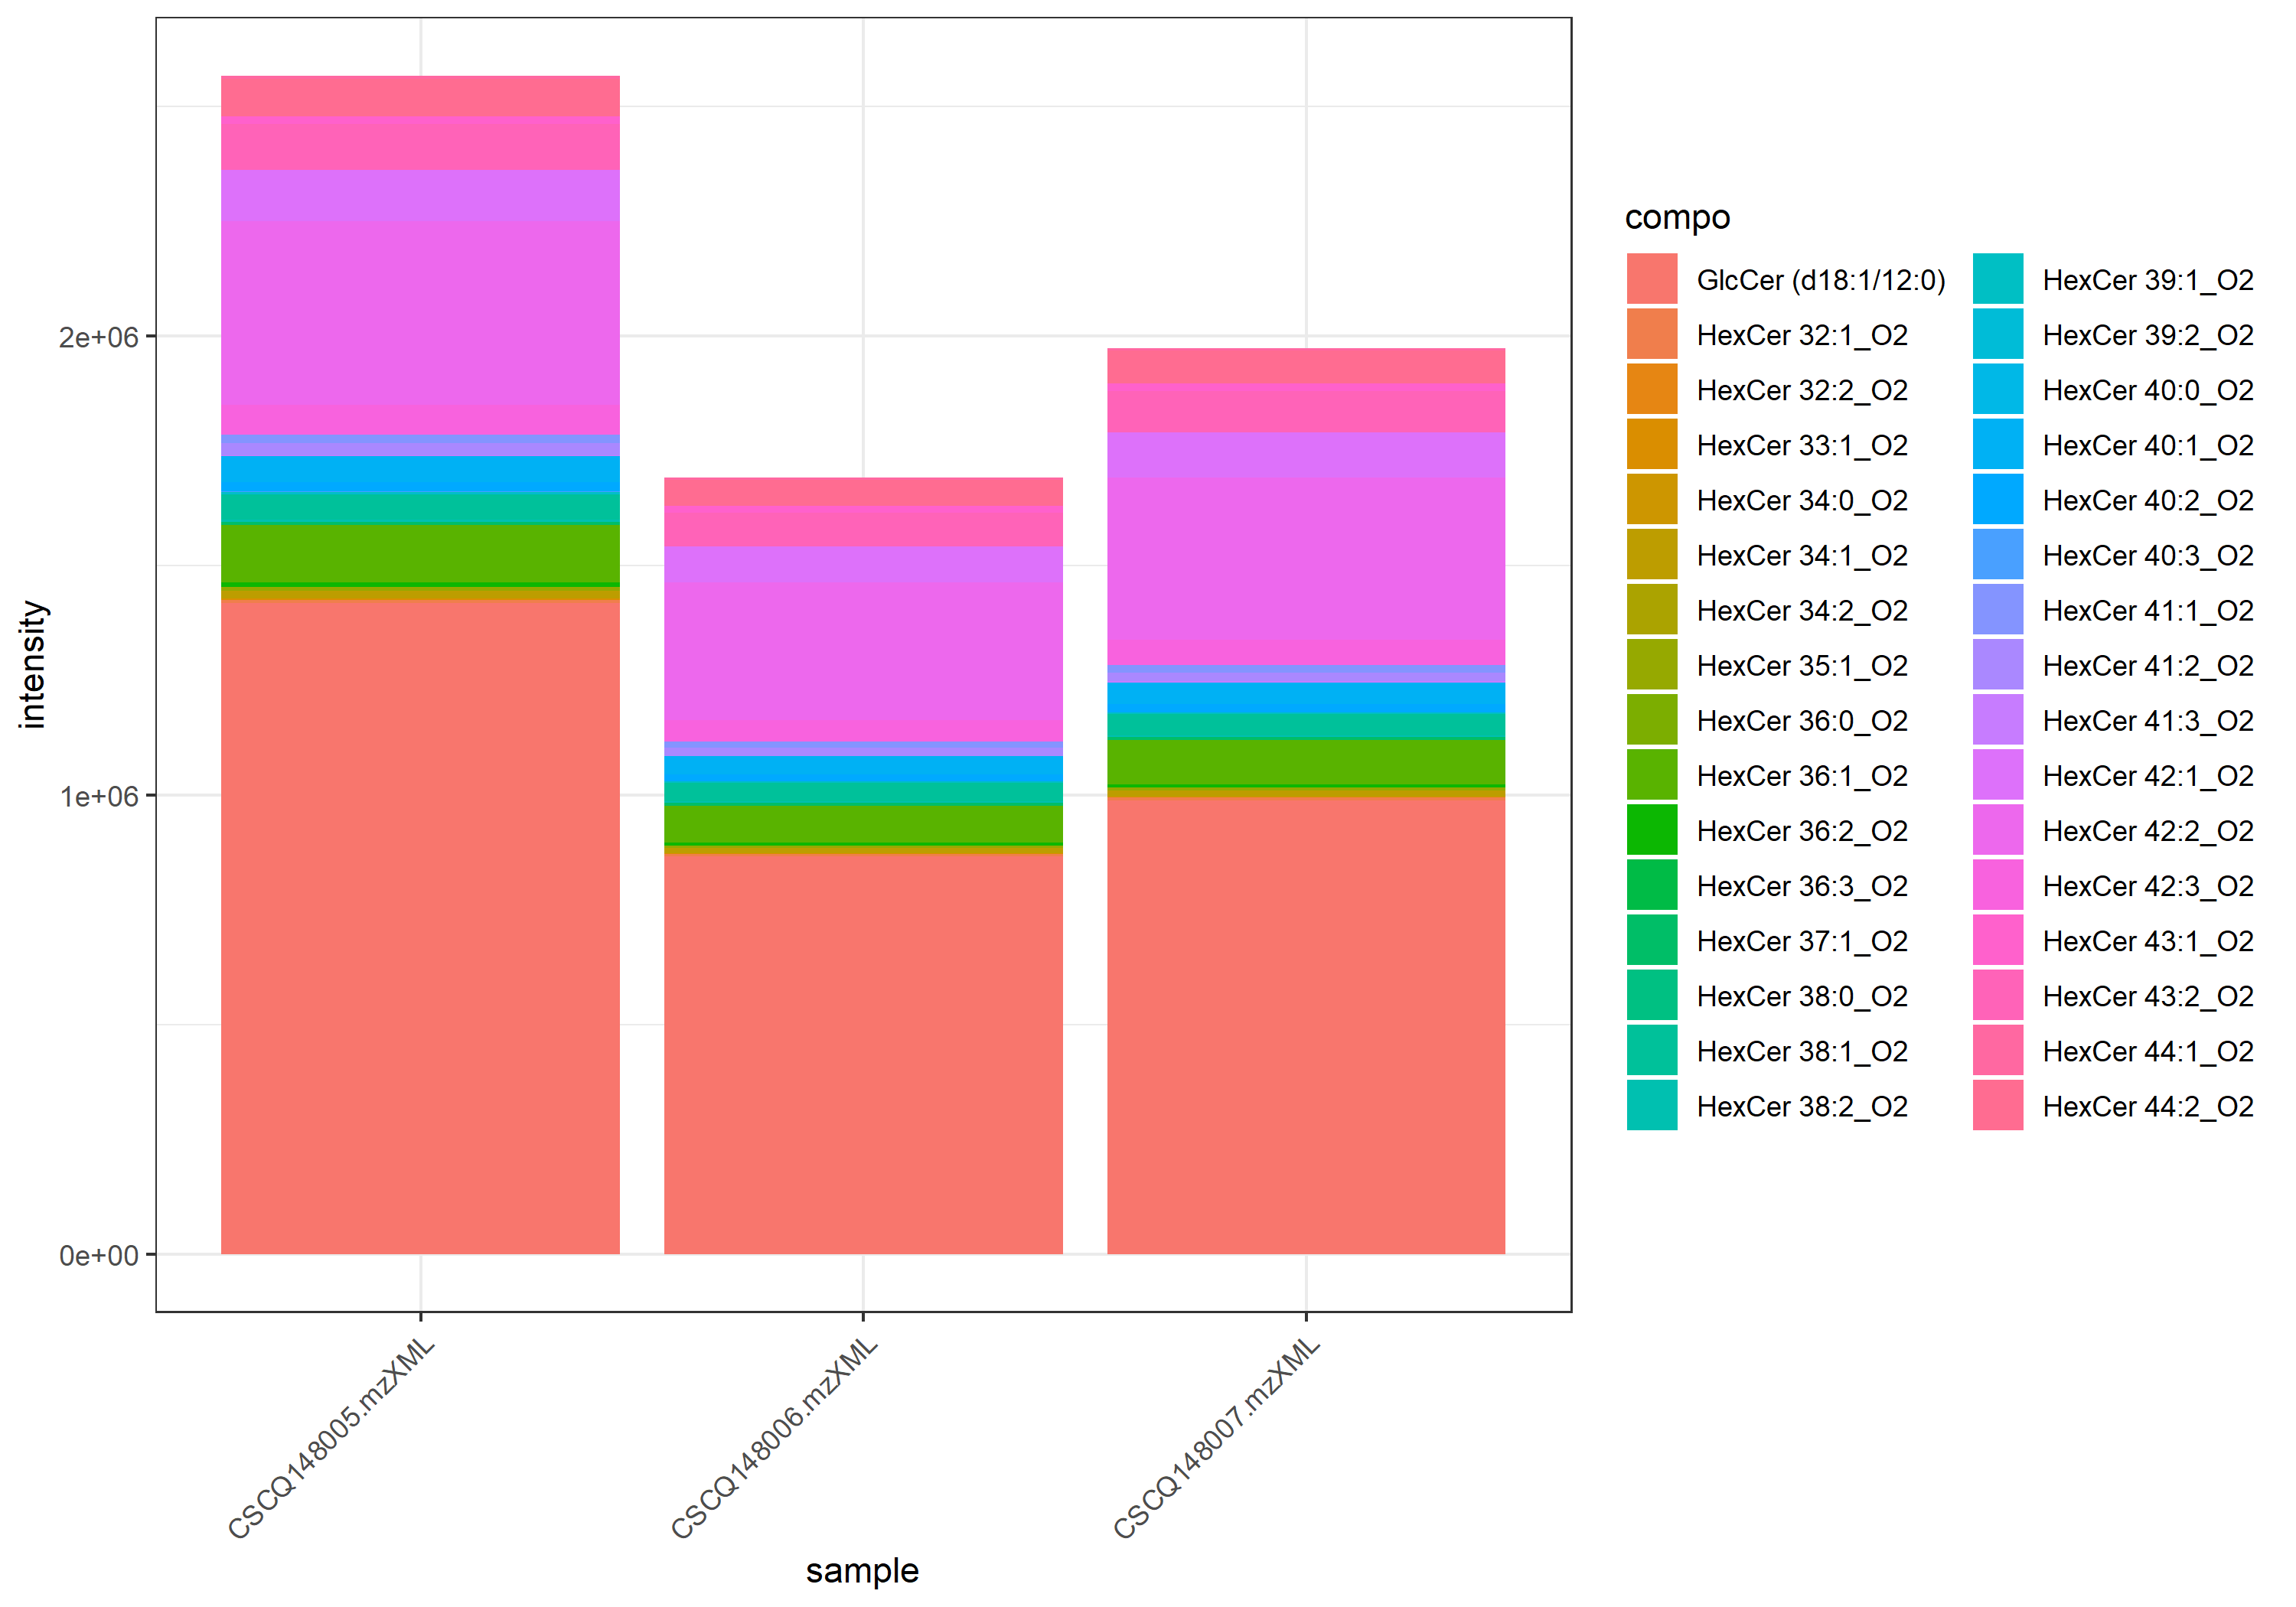 intensity
2e+06
1e+06
0e+00
CSCQ148005.mzXML
CSCQ148006.mzXML
CSCQ148007.mzXML
sample
compo
GlcCer (d18:1/12:0)
HexCer 32:1_O2
HexCer 32:2_O2
HexCer 33:1_O2
HexCer 34:0_O2
HexCer 34:1_O2
HexCer 34:2_O2
HexCer 35:1_O2
HexCer 36:0_O2
HexCer 36:1_O2
HexCer 36:2_O2
HexCer 36:3_O2
HexCer 37:1_O2
HexCer 38:0_O2
HexCer 38:1_O2
HexCer 38:2_O2
HexCer 39:1_O2
HexCer 39:2_O2
HexCer 40:0_O2
HexCer 40:1_O2
HexCer 40:2_O2
HexCer 40:3_O2
HexCer 41:1_O2
HexCer 41:2_O2
HexCer 41:3_O2
HexCer 42:1_O2
HexCer 42:2_O2
HexCer 42:3_O2
HexCer 43:1_O2
HexCer 43:2_O2
HexCer 44:1_O2
HexCer 44:2_O2